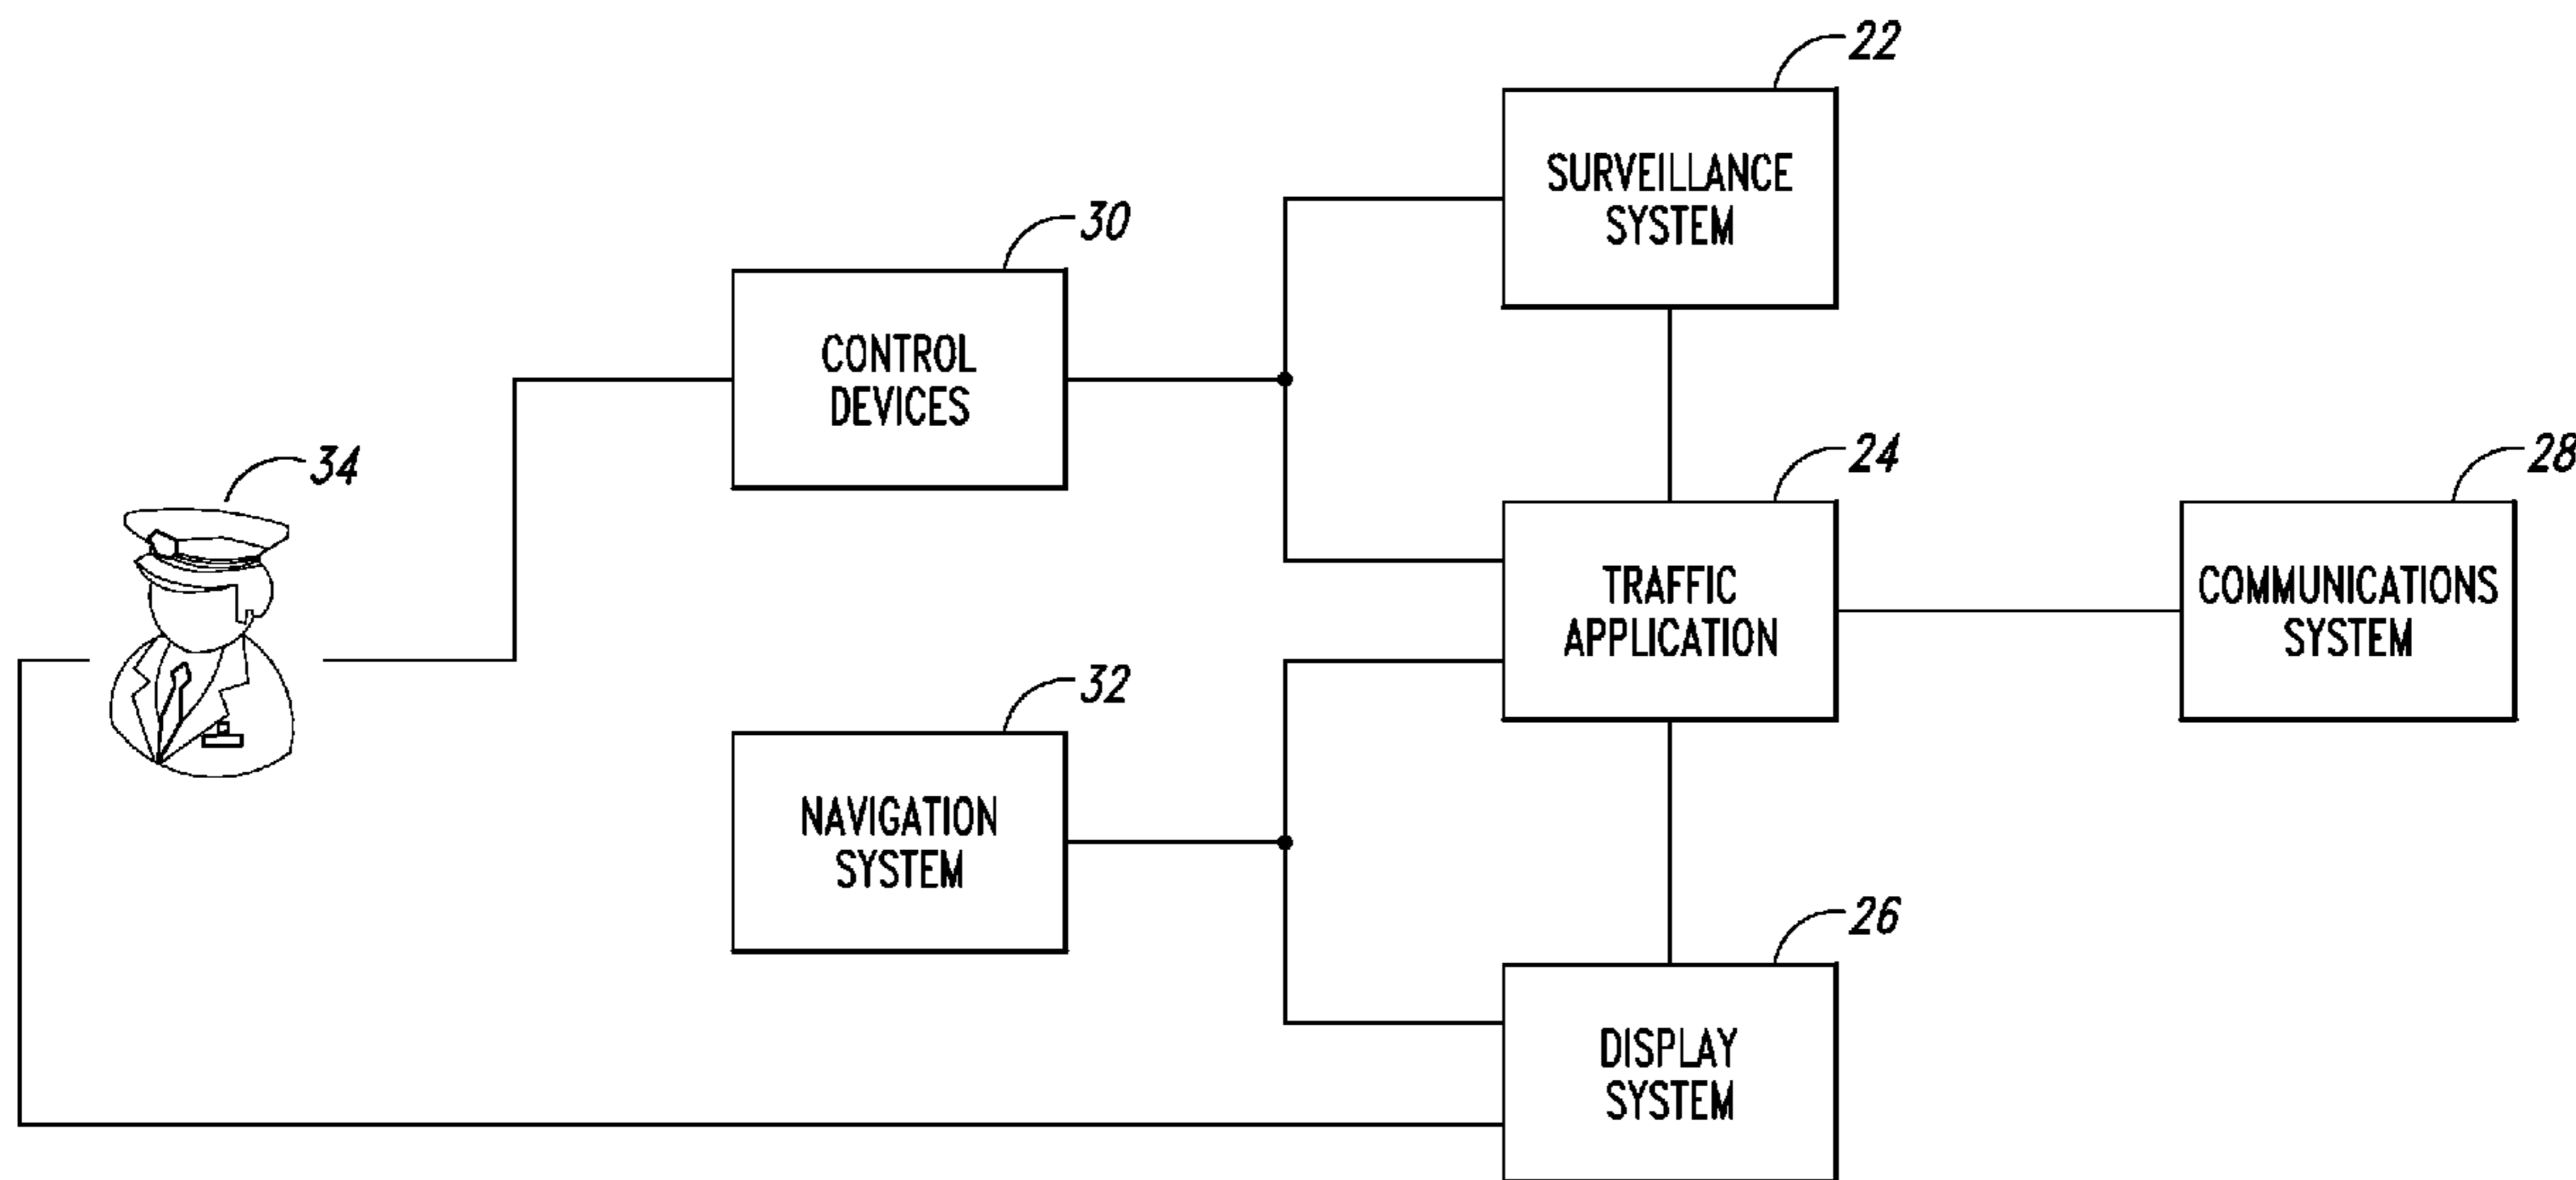 22
SURVEILLANCE
SYSTEM
30
CONTROL
DEVICES
34
24
TRAFFIC
APPLICATION
28
COMMUNICATIONS
SYSTEM
32
NAVIGATION
SYSTEM
26
DISPLAY
SYSTEM